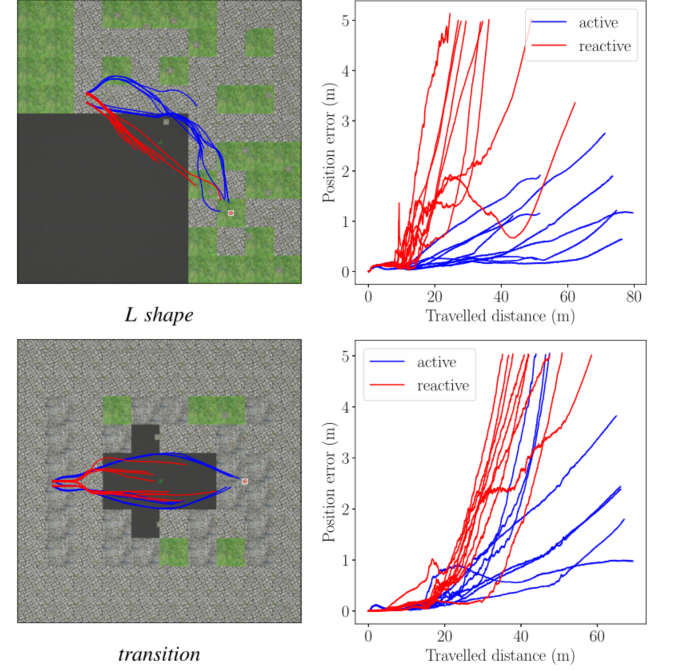 active
reactive
Position error (m)
5
4
3
2
1
0
0
20
40
60
80
Travelled distance (m)
L shape
active
reactive
Position error (m)
5
4
3
2
1
0
0
20
40
60
Travelled distance (m)
transition